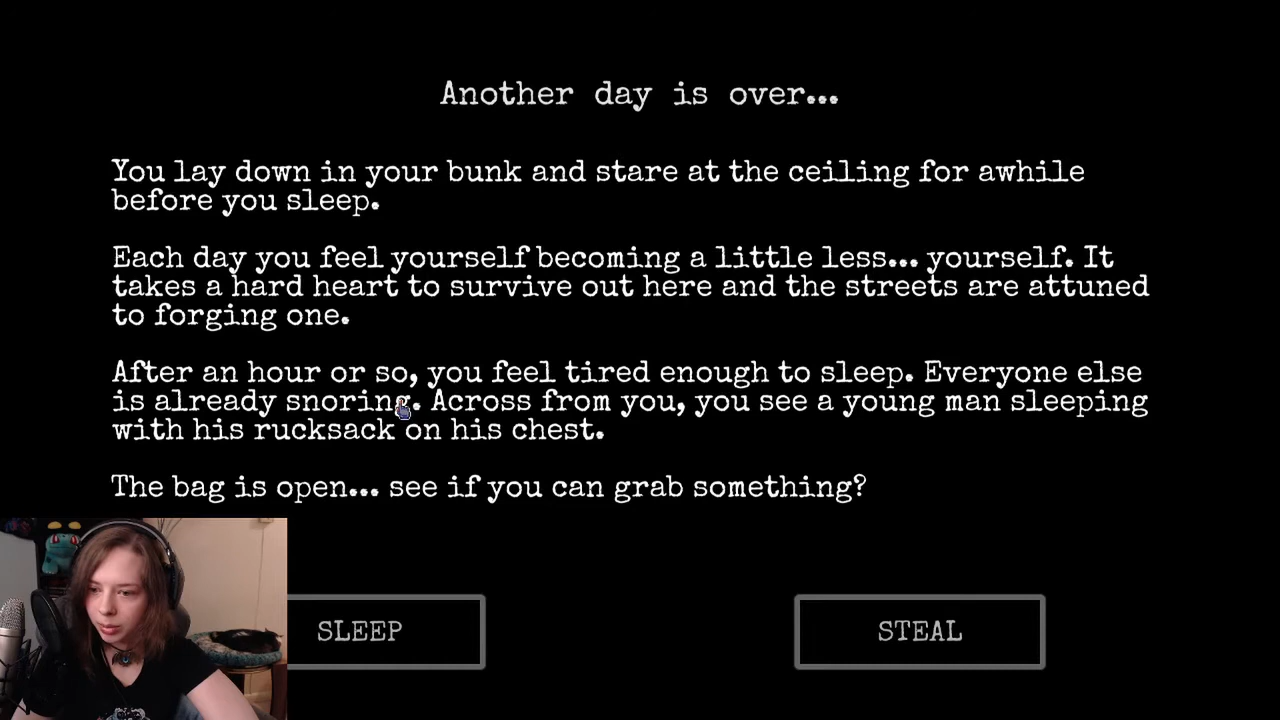 Another day is over...
You lay down in your bunk and stare at the ceiling for awhile
before you sleep.
Each day you feel yourself becoming a little less... yourself. It
takes a hard heart to survive out here and the streets are attuned
to forging one.
After an hour or so, you feel tired enough to sleep. Everyone else
is already snoring. Across from you, you see a young man sleeping
with his rucksack on his chest.
The bag is open... see if you can grab something?
SLEEP
STEAL